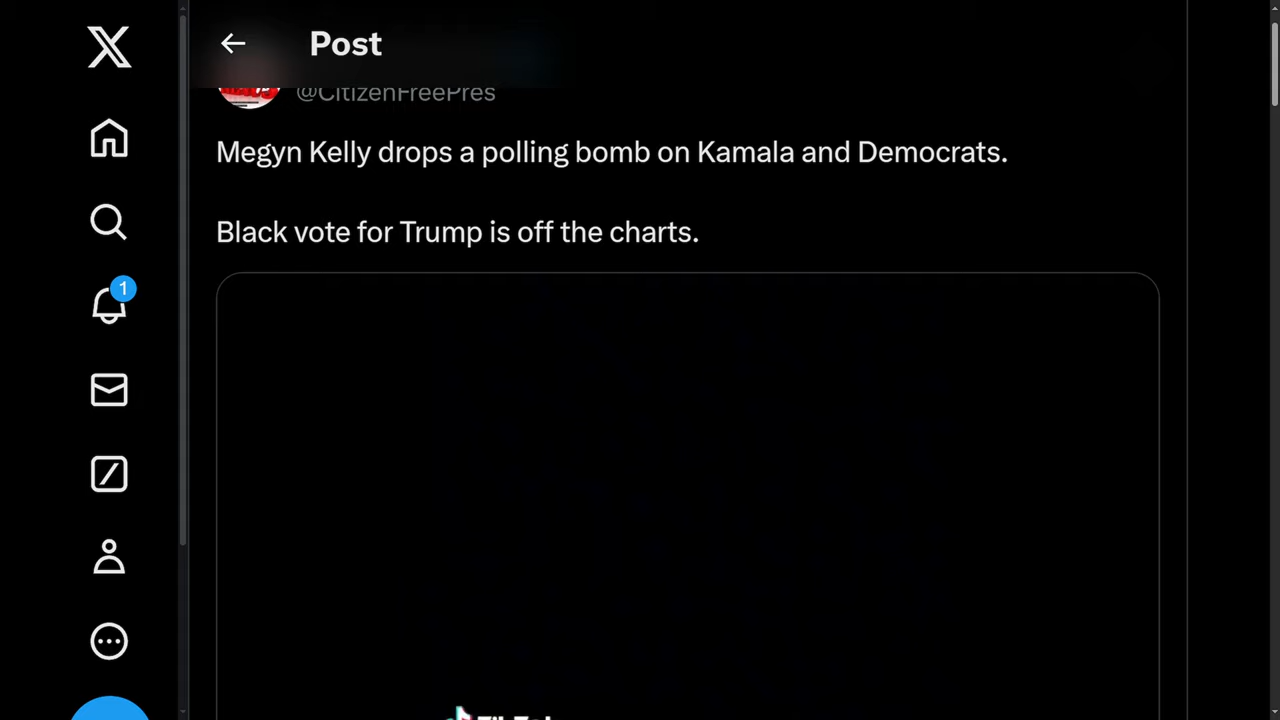 Post
@CitizenFreePres
Megyn Kelly drops a polling bomb on Kamala and Democrats.
Black vote for Trump is off the charts.
1